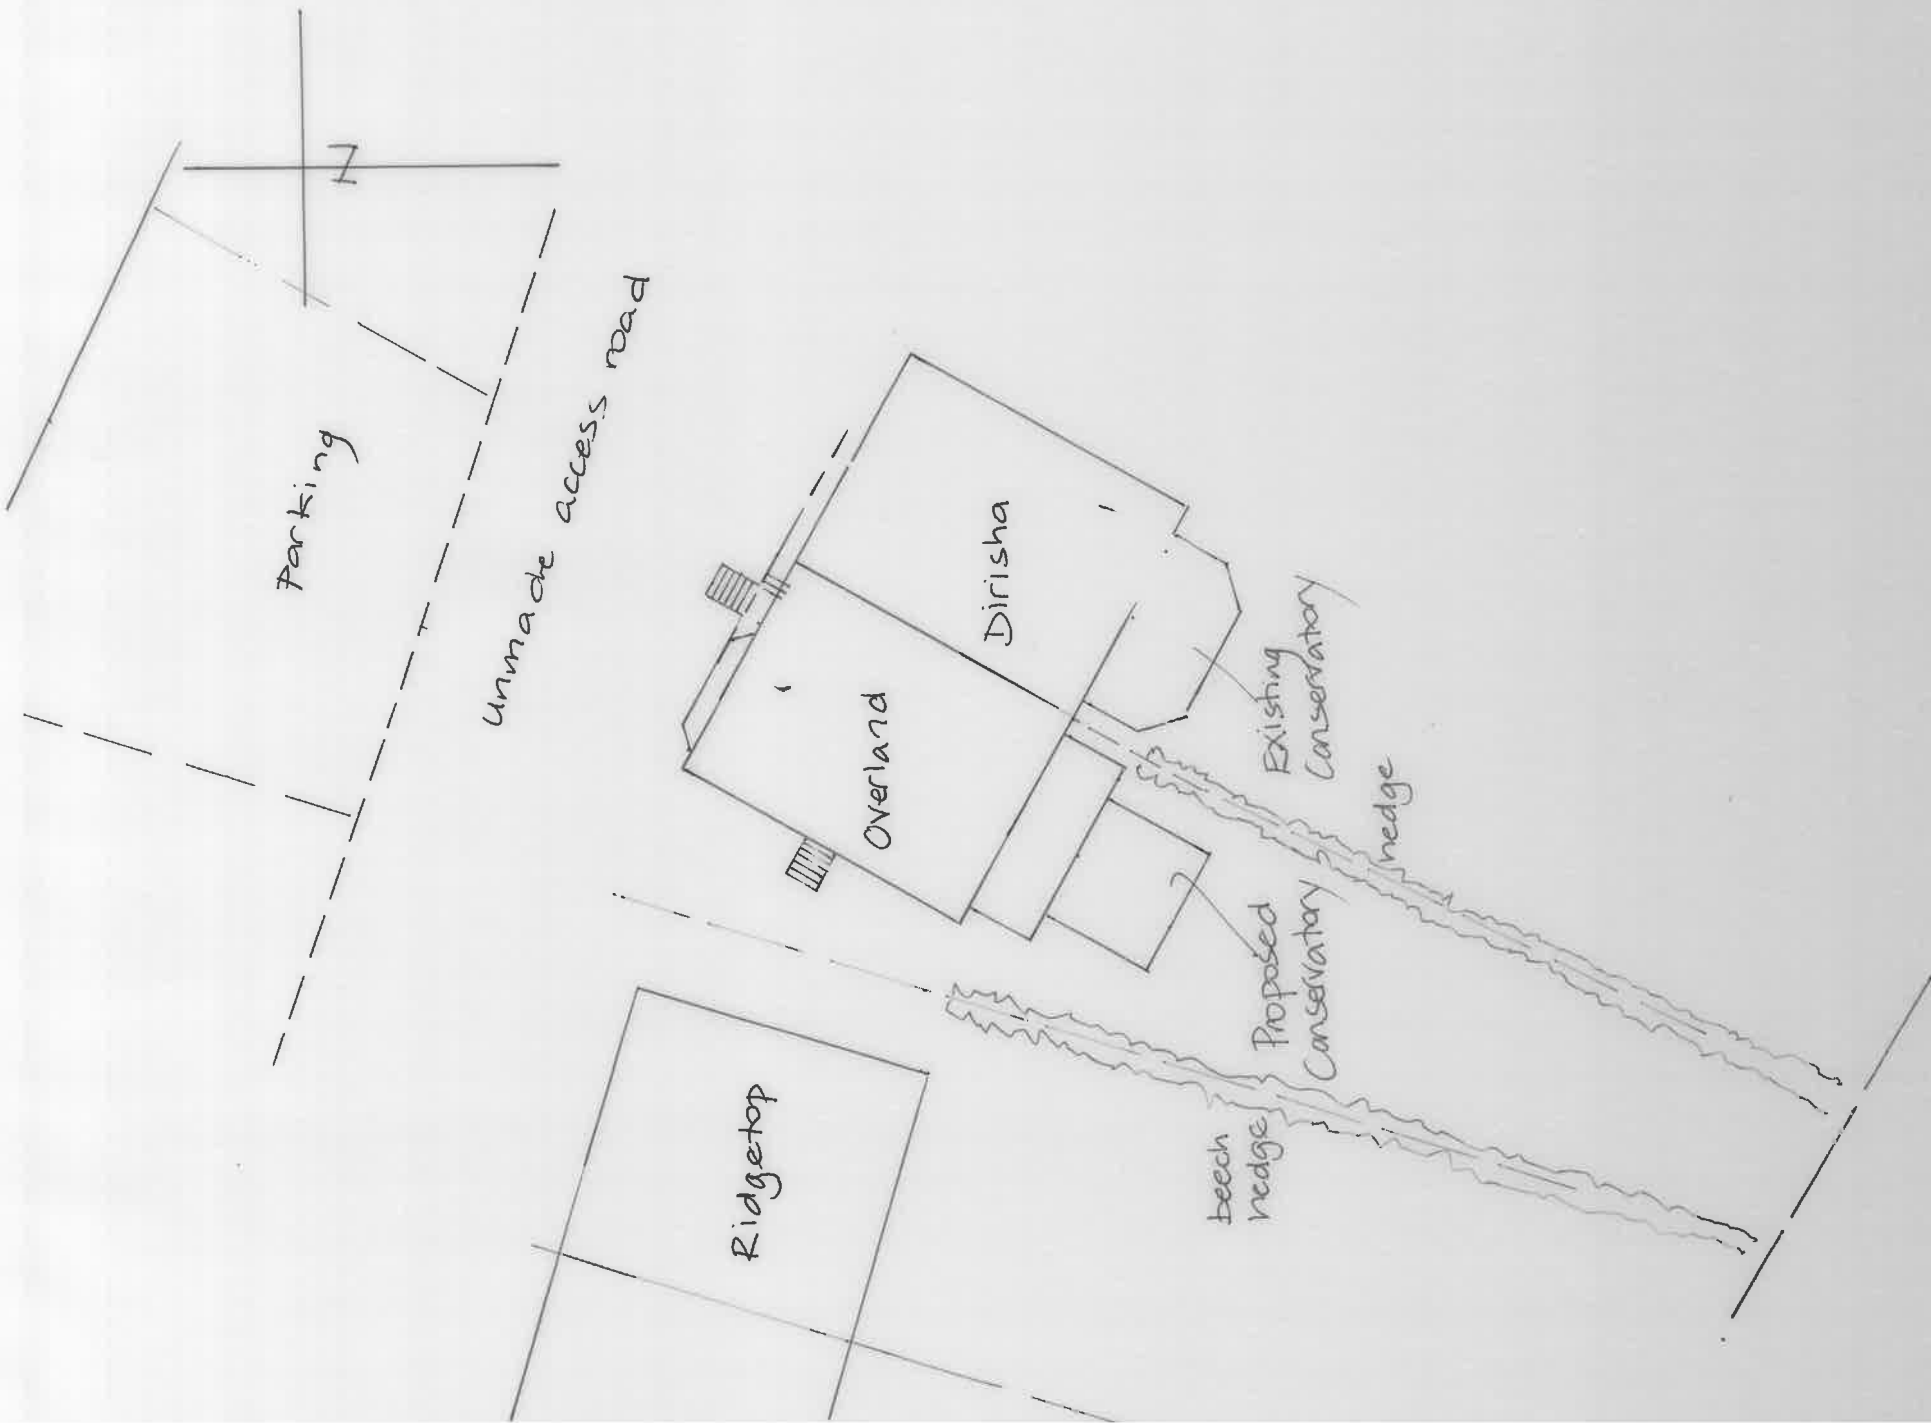 N
Parking
Unmade access road
Dirisha
Overland
Existing
Conservatory
hedge
Proposed
Conservatory
beech
hedge
Ridgetop